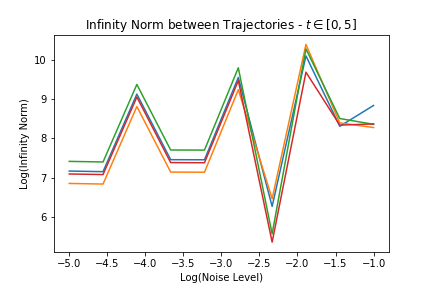 Infinity Norm between Trajectories - t ∈ [0, 5]
10
9
8
7
6
Log(Infinity Norm)
−5.0 −4.5 −4.0 −3.5 −3.0 −2.5 −2.0 −1.5 −1.0
Log(Noise Level)